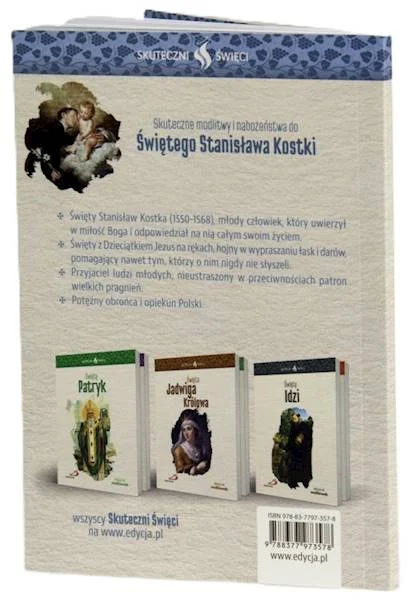 SKUTECZNI ŚWIĘCI
Skuteczne modlitwy i nabożeństwa do
Świętego Stanisława Kostki
Święty Stanisław Kostka (1550-1568), młody człowiek, który uwierzył
w miłość Boga i odpowiedział na nią całym swoim życiem.
Święty z Dzieciątkiem Jezus na rękach, hojny w wypraszaniu łask i darów,
pomagający nawet tym, którzy o nim nigdy nie słyszeli.
Przyjaciel ludzi młodych, nieustraszony w przeciwnościach patron
wielkich pragnień.
Potężny obrońca i opiekun Polski.
Święty
Patryk
Święta
Jadwiga
Królowa
Święty
Idzi
wszyscy Skuteczni Święci
na www.edycja.pl
ISBN 978-83-7797-357-8
9 788377 973578
www.edycja.pl